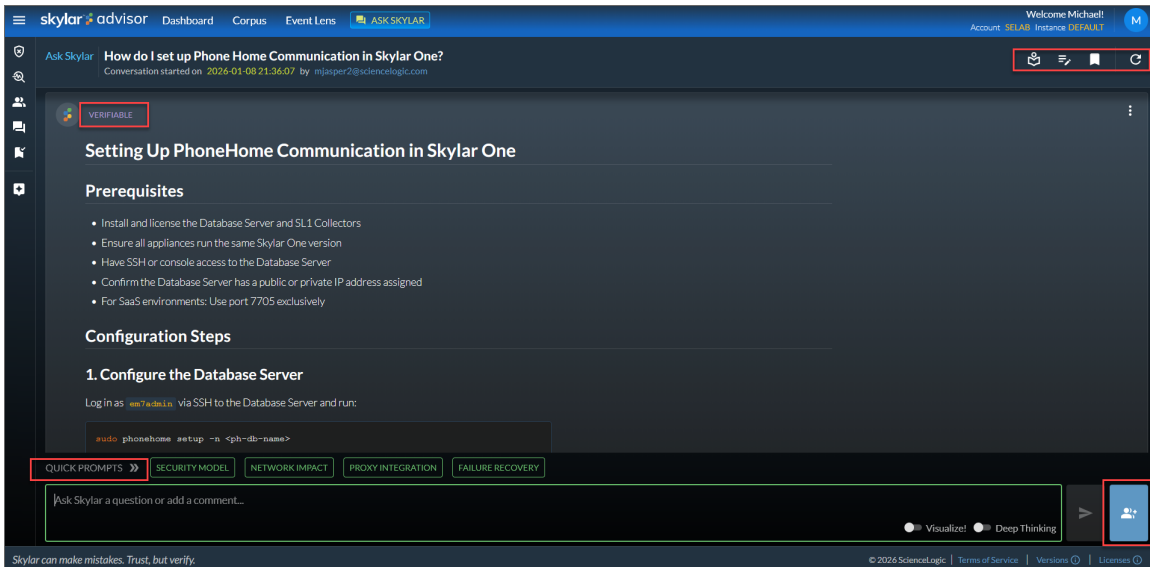 skylar advisor Dashboard Corpus Event Lens ASK SKYLAR
Welcome Michael!
Account SELAB Instance DEFAULT
M
Ask Skylar How do I set up Phone Home Communication in Skylar One?
Conversation started on 2026-01-08 21:36:07 by mjasper2@sciencelogic.com
VERIFIABLE
Setting Up PhoneHome Communication in Skylar One
Prerequisites
• Install and license the Database Server and SL1 Collectors
• Ensure all appliances run the same Skylar One version
• Have SSH or console access to the Database Server
• Confirm the Database Server has a public or private IP address assigned
• For SaaS environments: Use port 7705 exclusively
Configuration Steps
1. Configure the Database Server
Log in as em7admin via SSH to the Database Server and run:
sudo phonehome setup -n <ph-db-name>
QUICK PROMPTS » SECURITY MODEL NETWORK IMPACT PROXY INTEGRATION FAILURE RECOVERY
Ask Skylar a question or add a comment...
Visualize! Deep Thinking
Skylar can make mistakes. Trust, but verify.
© 2026 ScienceLogic | Terms of Service | Versions | Licenses